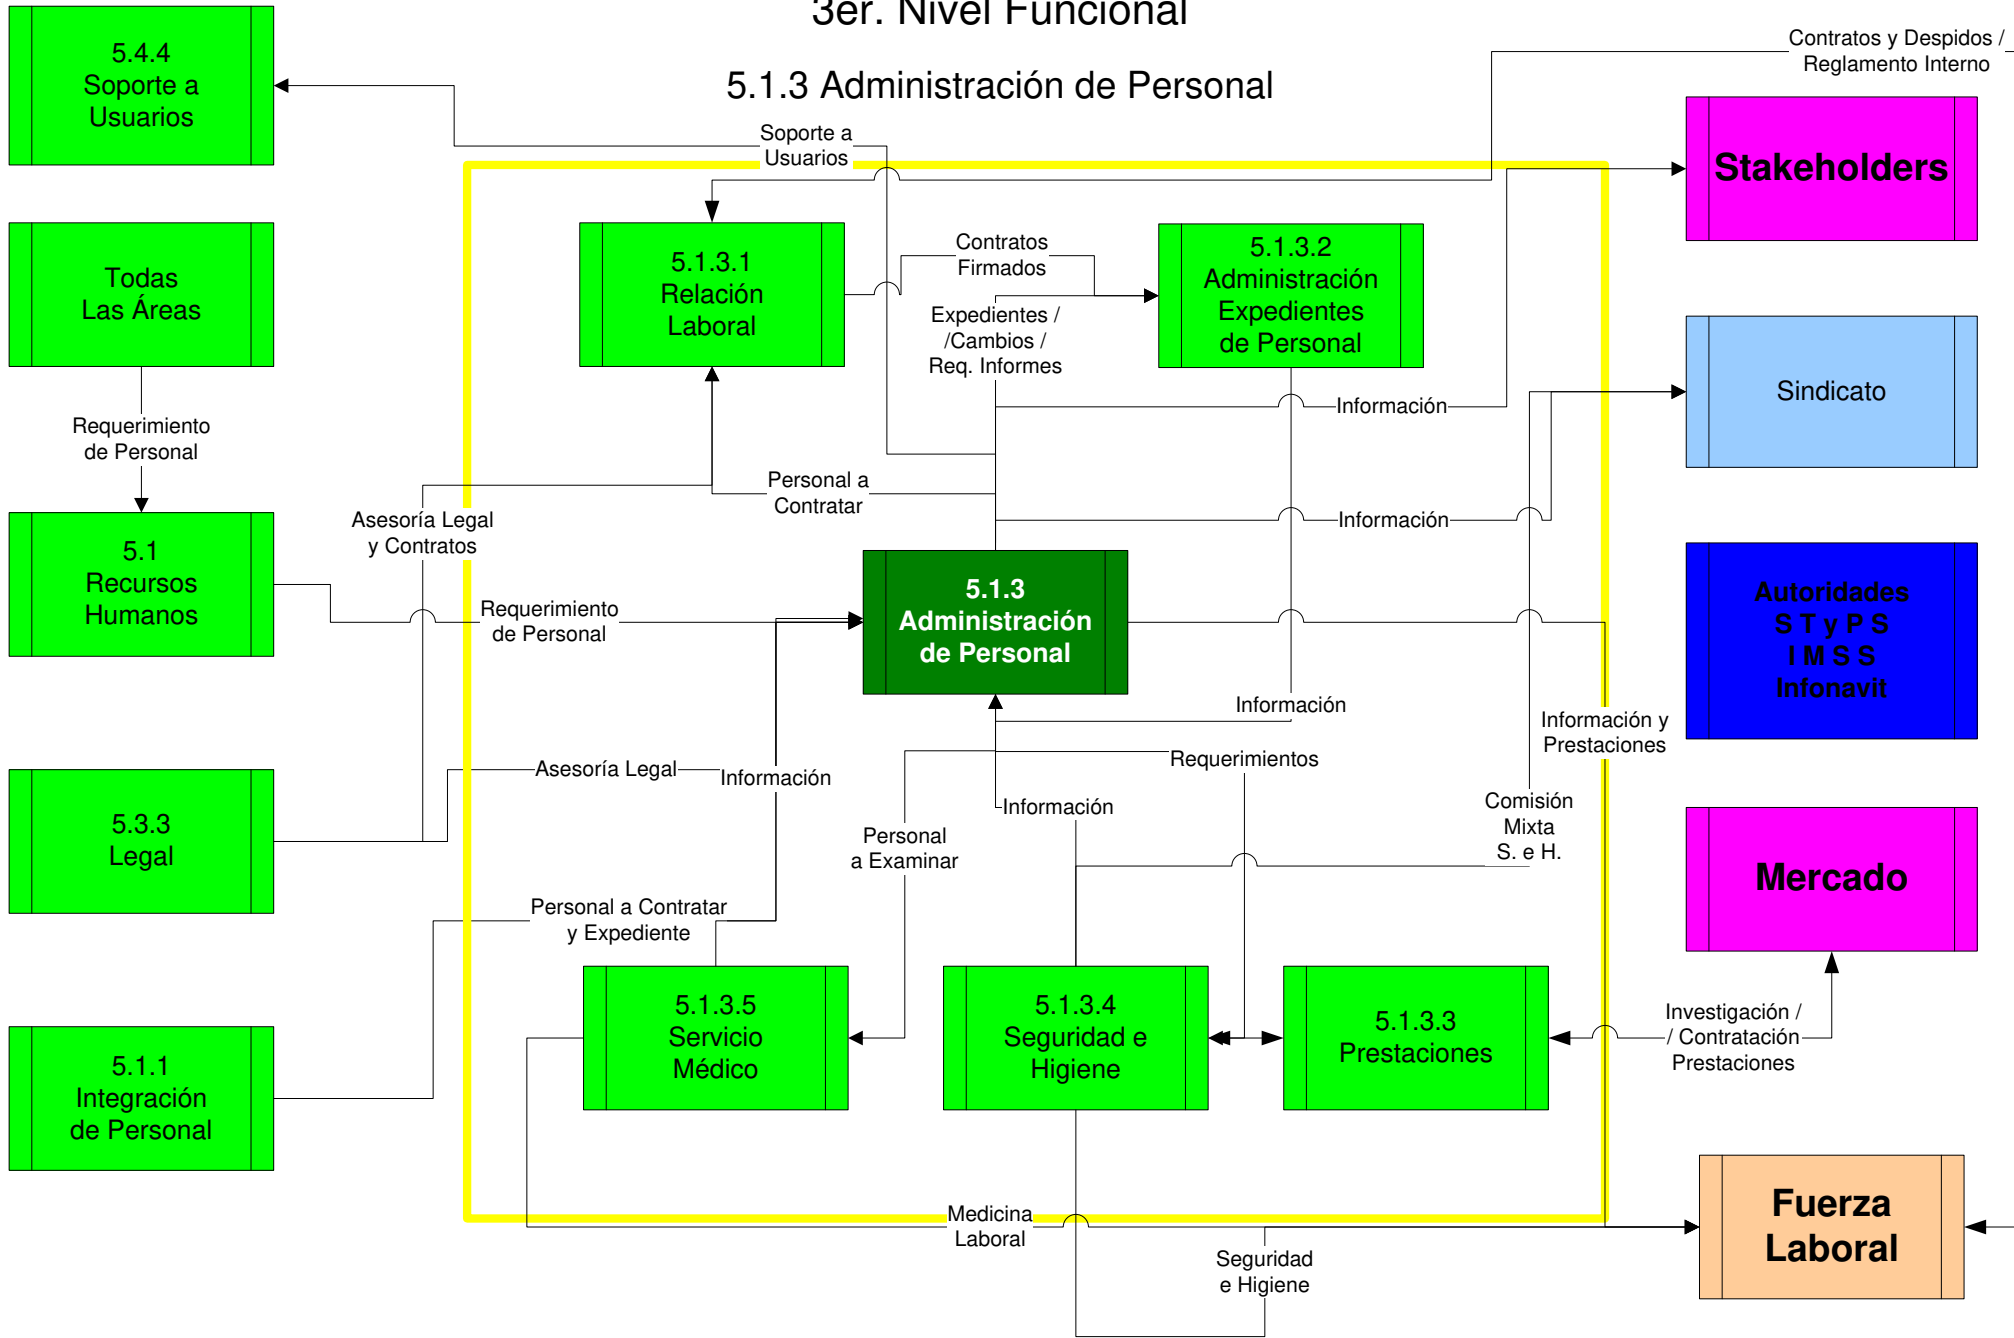 3er. Nivel Funcional
5.1.3 Administración de Personal
5.4.4
Soporte a
Usuarios
Contratos y Despidos /
Reglamento Interno
Soporte a
Usuarios
Stakeholders
Todas
Las Áreas
5.1.3.1
Relación
Laboral
Contratos
Firmados
5.1.3.2
Administración
Expedientes
de Personal
Expedientes /
/Cambios /
Req. Informes
Sindicato
Información
Requerimiento
de Personal
Personal a
Contratar
Asesoría Legal
y Contratos
Información
5.1
Recursos
Humanos
Requerimiento
de Personal
5.1.3
Administración
de Personal
Autoridades
S T y P S
I M S S
Infonavit
Información
Información y
Prestaciones
Asesoría Legal
Información
Requerimientos
5.3.3
Legal
Personal
a Examinar
Información
Comisión
Mixta
S. e H.
Mercado
Personal a Contratar
y Expediente
5.1.3.5
Servicio
Médico
5.1.3.4
Seguridad e
Higiene
5.1.3.3
Prestaciones
Investigación /
/ Contratación
Prestaciones
5.1.1
Integración
de Personal
Medicina
Laboral
Seguridad
e Higiene
Fuerza
Laboral